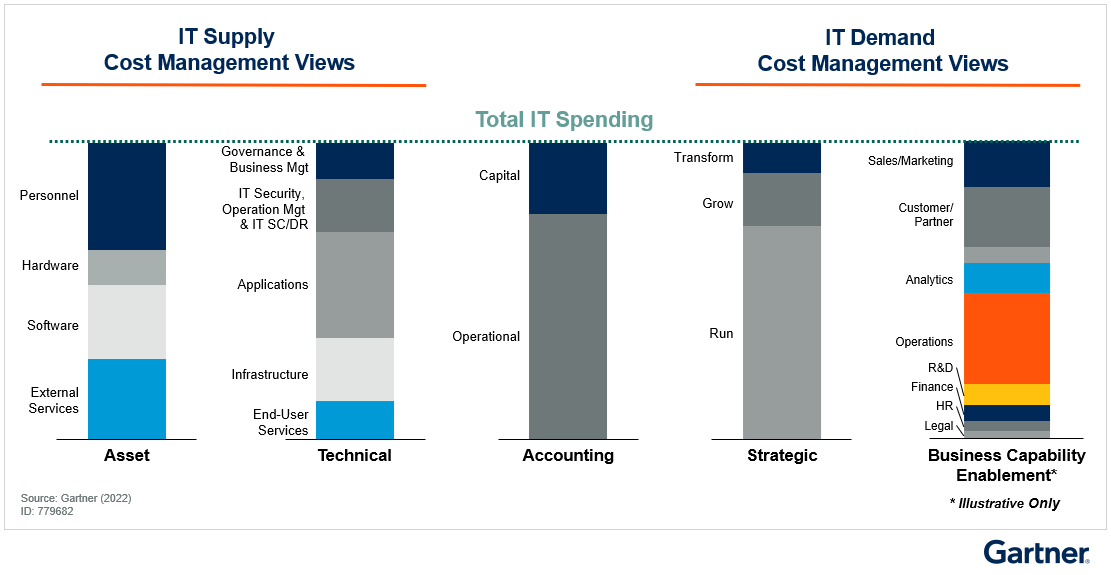 IT Supply
Cost Management Views
IT Demand
Cost Management Views
Total IT Spending
Personnel
Hardware
Software
External
Services
Asset
Governance &
Business Mgt
IT Security,
Operation Mgt
& IT SC/DR
Applications
Infrastructure
End-User
Services
Technical
Capital
Operational
Accounting
Transform
Grow
Run
Strategic
Sales/Marketing
Customer/
Partner
Analytics
Operations
R&D
Finance
HR
Legal
Business Capability
Enablement*
* Illustrative Only
Source: Gartner (2022)
ID: 779682
Gartner®